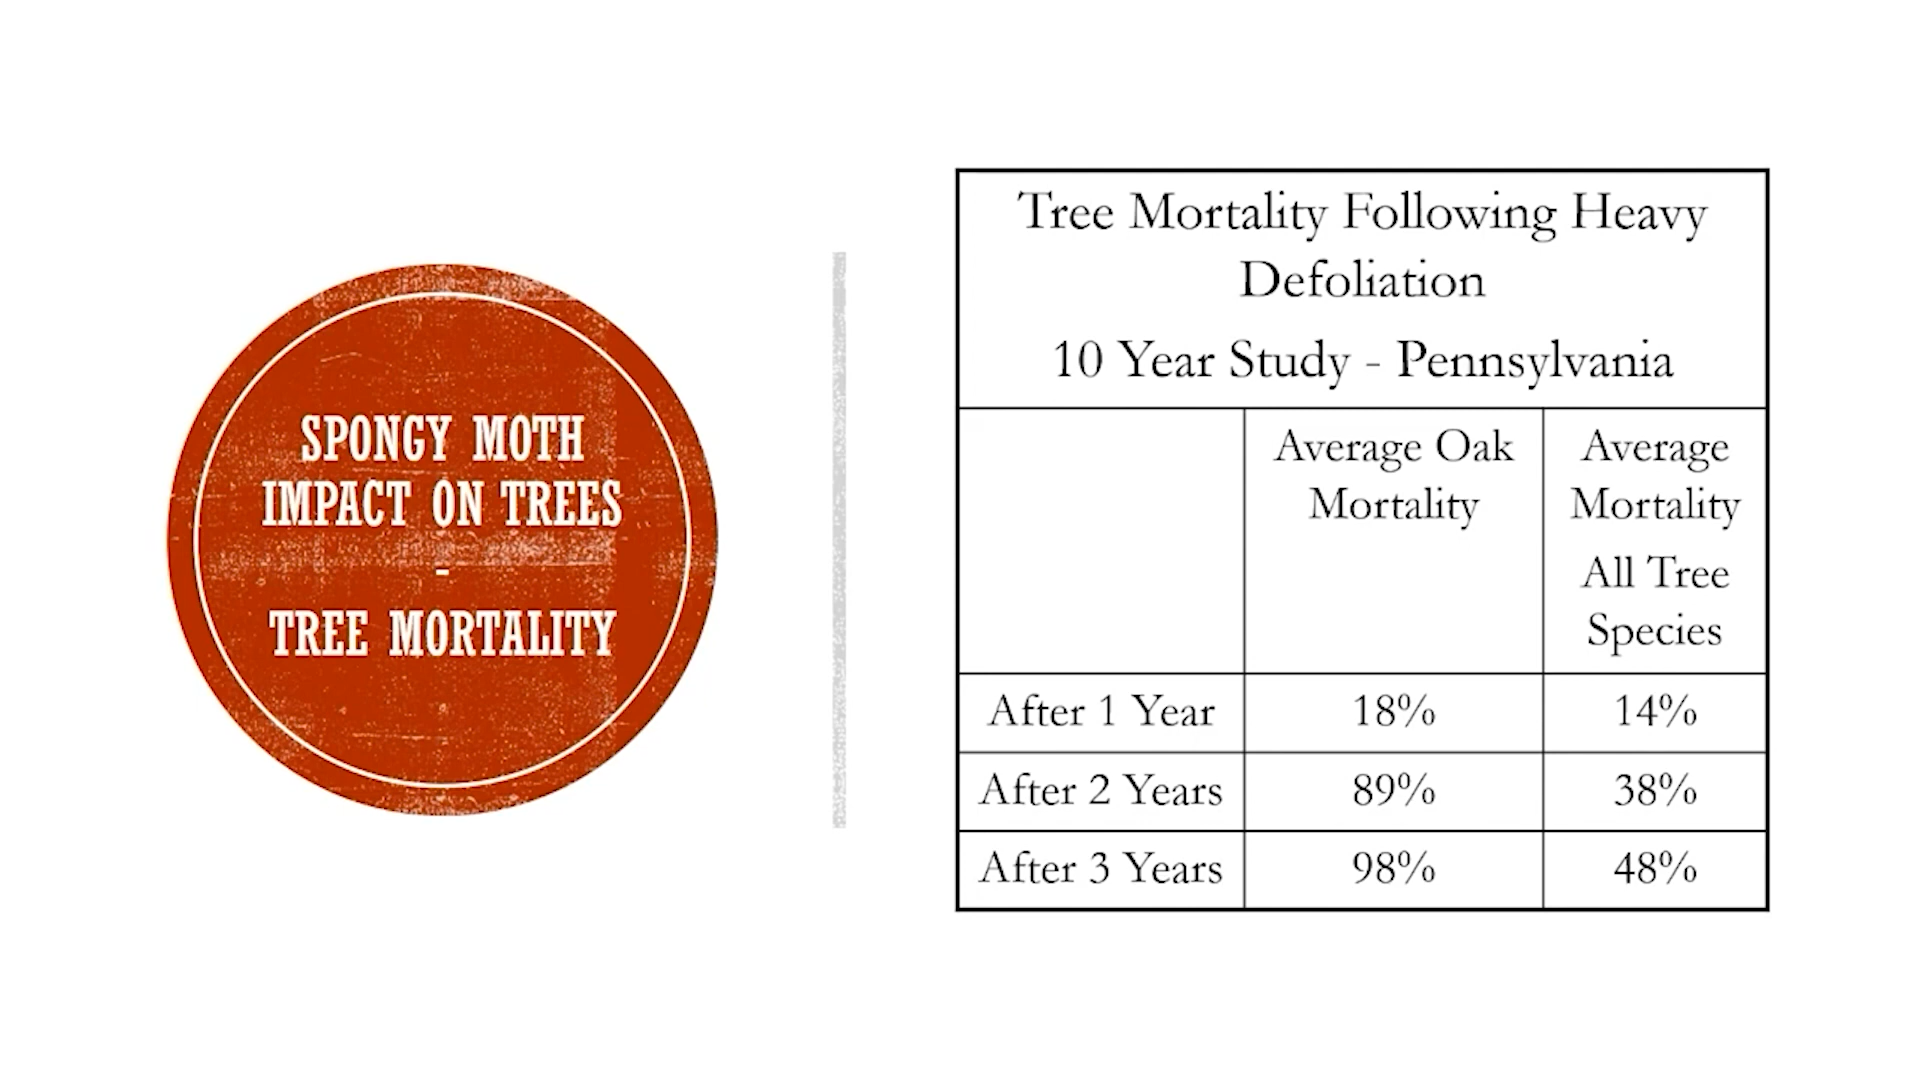 SPONGY MOTH
IMPACT ON TREES
-
TREE MORTALITY
Tree Mortality Following Heavy
Defoliation
10 Year Study - Pennsylvania
Average Oak
Mortality
Average
Mortality
All Tree
Species
After 1 Year 18% 14%
After 2 Years 89% 38%
After 3 Years 98% 48%